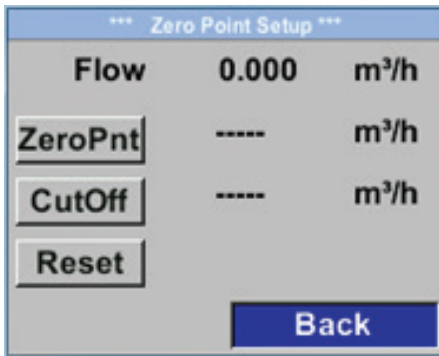 *** Zero Point Setup ***
Flow 0.000 m³/h
ZeroPnt ----- m³/h
CutOff ----- m³/h
Reset
Back